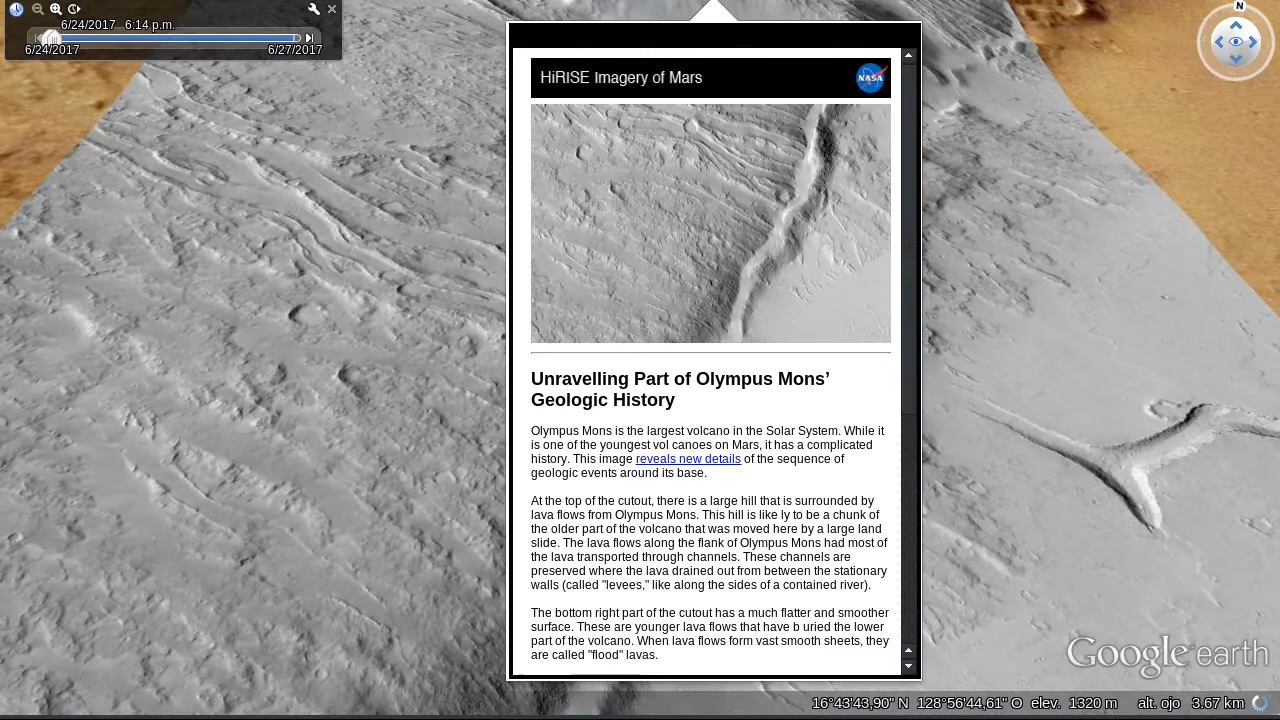 6/24/2017 6:14 p.m.
6/24/2017 6/27/2017
N
HiRISE Imagery of Mars
NASA
Unravelling Part of Olympus Mons’
Geologic History
Olympus Mons is the largest volcano in the Solar System. While it
is one of the youngest vol canoes on Mars, it has a complicated
history. This image reveals new details of the sequence of
geologic events around its base.
At the top of the cutout, there is a large hill that is surrounded by
lava flows from Olympus Mons. This hill is like ly to be a chunk of
the older part of the volcano that was moved here by a large land
slide. The lava flows along the flank of Olympus Mons had most of
the lava transported through channels. These channels are
preserved where the lava drained out from between the stationary
walls (called "levees," like along the sides of a contained river).
The bottom right part of the cutout has a much flatter and smoother
surface. These are younger lava flows that have b uried the lower
part of the volcano. When lava flows form vast smooth sheets, they
are called "flood" lavas.
Google earth
16°43'43,90" N 128°56'44,61" O elev. 1320 m alt. ojo 3.67 km